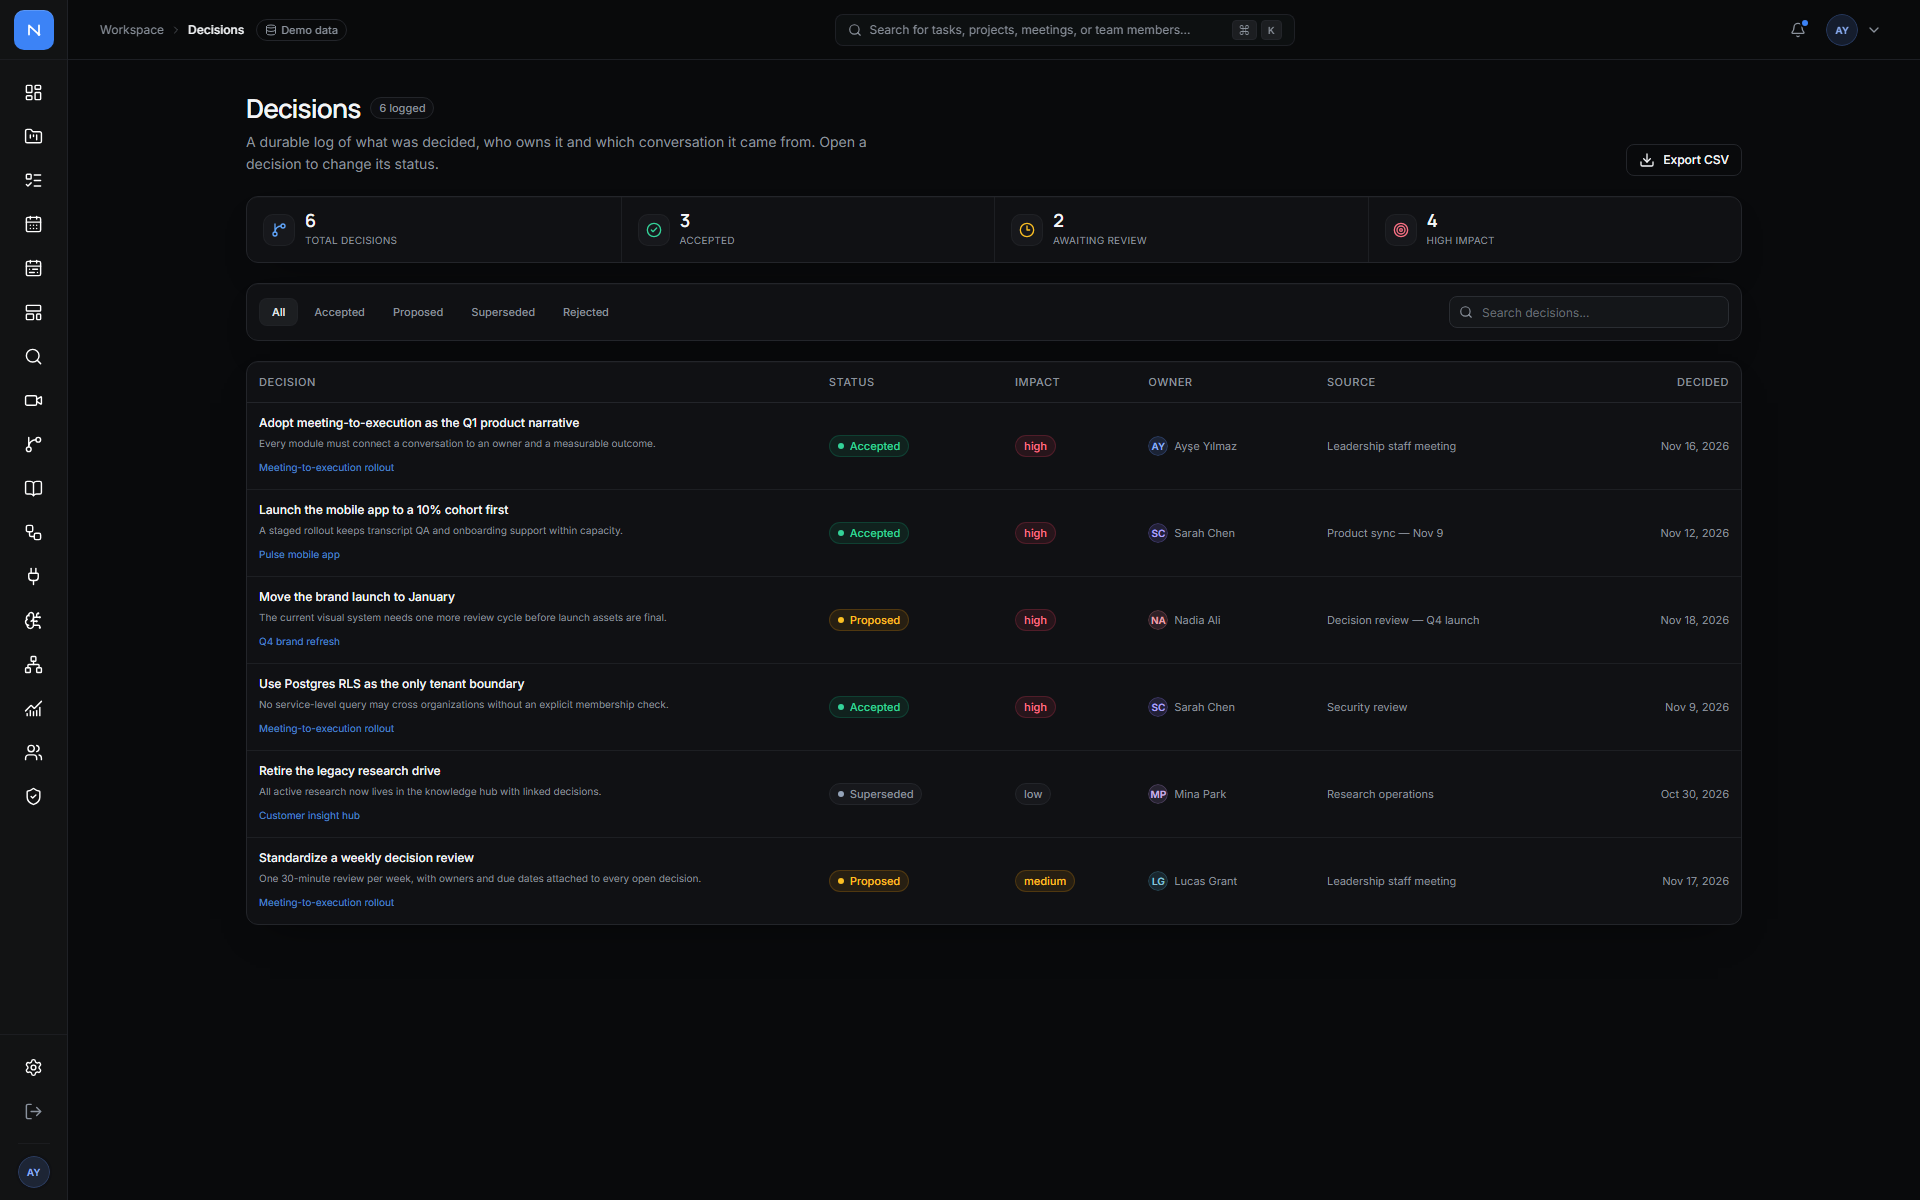 N
Workspace > Decisions Demo data
Search for tasks, projects, meetings, or team members... ⌘ K
AY
Decisions 6 logged
A durable log of what was decided, who owns it and which conversation it came from. Open a
decision to change its status.
Export CSV
6
TOTAL DECISIONS
3
ACCEPTED
2
AWAITING REVIEW
4
HIGH IMPACT
All Accepted Proposed Superseded Rejected
Search decisions...
DECISION STATUS IMPACT OWNER SOURCE DECIDED
Adopt meeting-to-execution as the Q1 product narrative
Every module must connect a conversation to an owner and a measurable outcome.
Meeting-to-execution rollout
Accepted high AY Ayşe Yılmaz Leadership staff meeting Nov 16, 2026
Launch the mobile app to a 10% cohort first
A staged rollout keeps transcript QA and onboarding support within capacity.
Pulse mobile app
Accepted high SC Sarah Chen Product sync — Nov 9 Nov 12, 2026
Move the brand launch to January
The current visual system needs one more review cycle before launch assets are final.
Q4 brand refresh
Proposed high NA Nadia Ali Decision review — Q4 launch Nov 18, 2026
Use Postgres RLS as the only tenant boundary
No service-level query may cross organizations without an explicit membership check.
Meeting-to-execution rollout
Accepted high SC Sarah Chen Security review Nov 9, 2026
Retire the legacy research drive
All active research now lives in the knowledge hub with linked decisions.
Customer insight hub
Superseded low MP Mina Park Research operations Oct 30, 2026
Standardize a weekly decision review
One 30-minute review per week, with owners and due dates attached to every open decision.
Meeting-to-execution rollout
Proposed medium LG Lucas Grant Leadership staff meeting Nov 17, 2026
AY